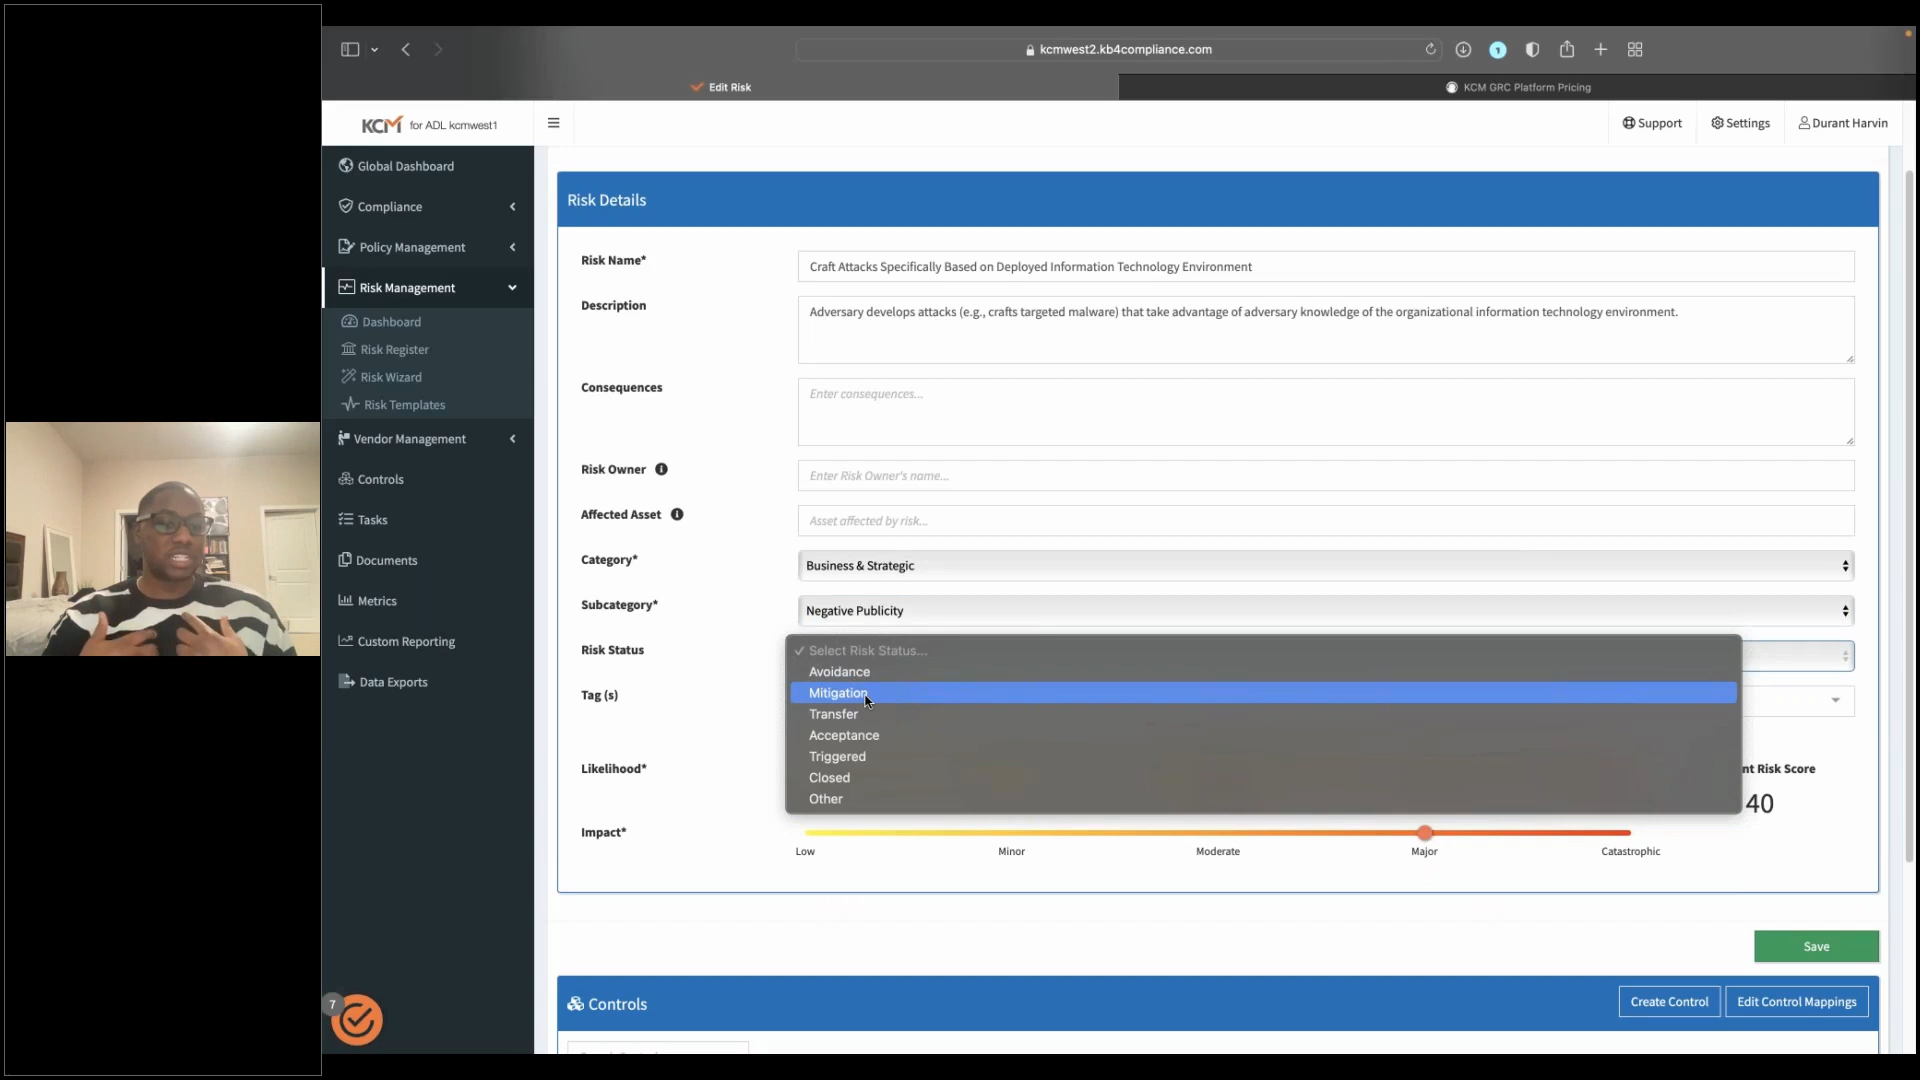 kcmwest2.kb4compliance.com
Edit Risk
KCM GRC Platform Pricing
KCM for ADL kcmwest1
Support
Settings
Durant Harvin
Global Dashboard
Compliance
Policy Management
Risk Management
Dashboard
Risk Register
Risk Wizard
Risk Templates
Vendor Management
Controls
Tasks
Documents
Metrics
Custom Reporting
Data Exports
7
Risk Details
Risk Name*
Craft Attacks Specifically Based on Deployed Information Technology Environment
Description
Adversary develops attacks (e.g., crafts targeted malware) that take advantage of adversary knowledge of the organizational information technology environment.
Consequences
Enter consequences...
Risk Owner
Enter Risk Owner's name...
Affected Asset
Asset affected by risk...
Category*
Business & Strategic
Subcategory*
Negative Publicity
Risk Status
✓ Select Risk Status...
Avoidance
Mitigation
Transfer
Acceptance
Triggered
Closed
Other
Tag (s)
Likelihood*
nt Risk Score
40
Impact*
Low Minor Moderate Major Catastrophic
Save
Controls
Create Control
Edit Control Mappings